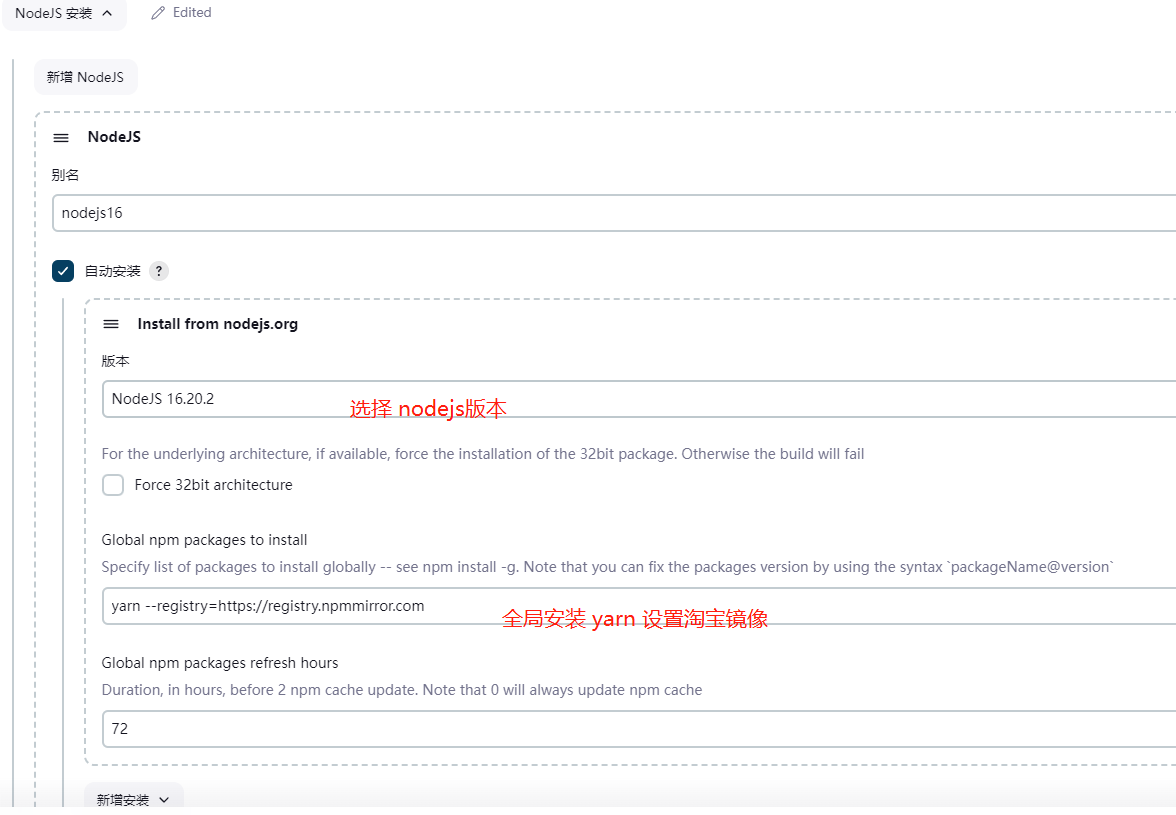 NodeJS 安装 Edited
新增 NodeJS
NodeJS
别名
nodejs16
自动安装 ?
Install from nodejs.org
版本
NodeJS 16.20.2
选择 nodejs版本
For the underlying architecture, if available, force the installation of the 32bit package. Otherwise the build will fail
Force 32bit architecture
Global npm packages to install
Specify list of packages to install globally -- see npm install -g. Note that you can fix the packages version by using the syntax `packageName@version`
yarn --registry=https://registry.npmmirror.com
全局安装 yarn 设置淘宝镜像
Global npm packages refresh hours
Duration, in hours, before 2 npm cache update. Note that 0 will always update npm cache
72
新增安装